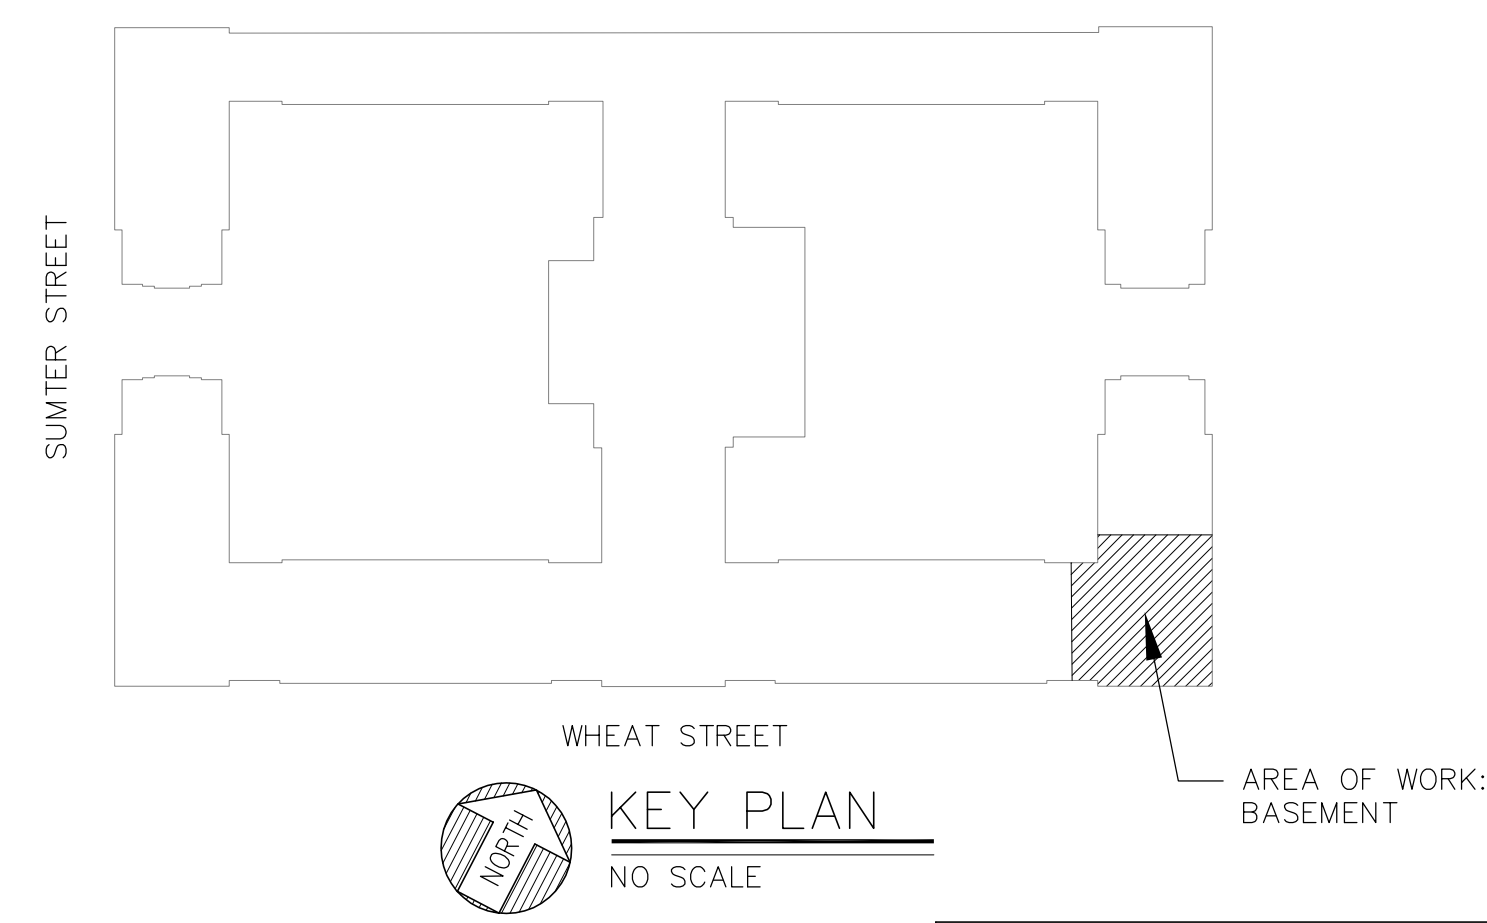 SUMTER STREET
WHEAT STREET
AREA OF WORK:
BASEMENT
NORTH
KEY PLAN
NO SCALE